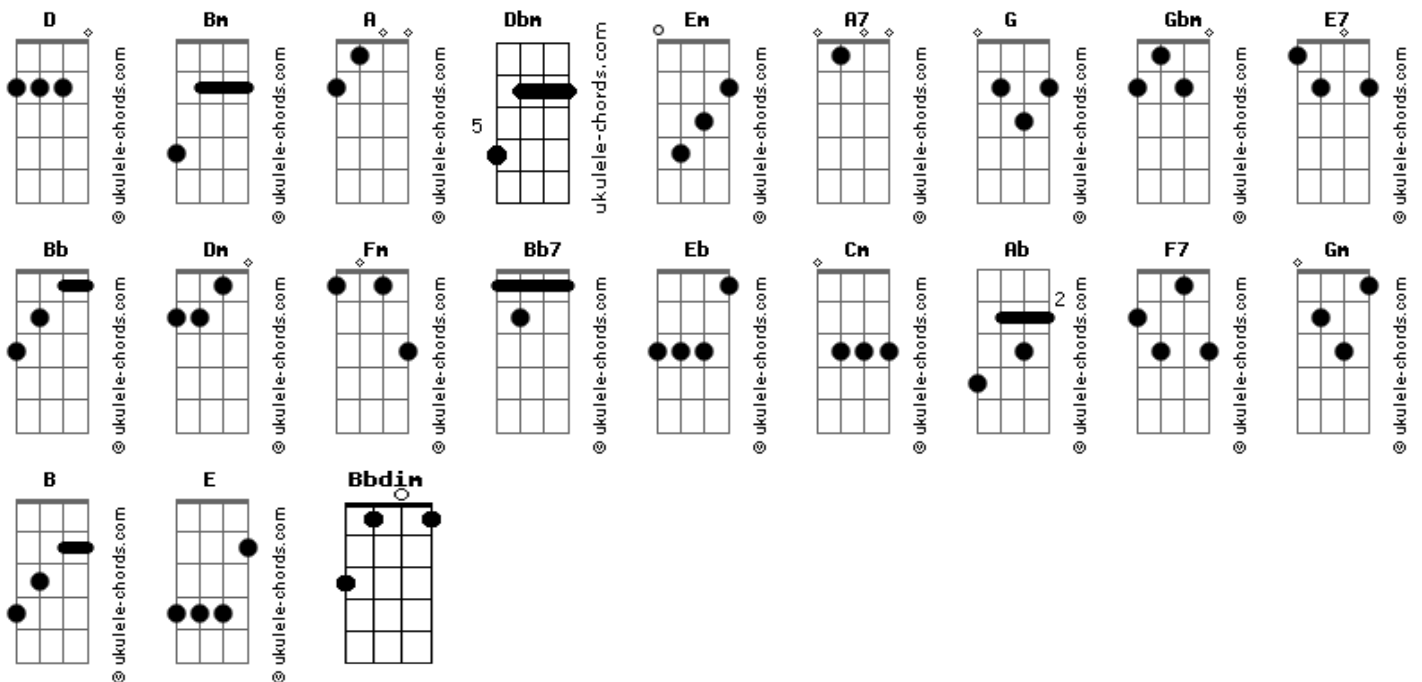 D Bm A Dbm Em A7 G Gbm E7
© ukulele-chords.com © ukulele-chords.com © ukulele-chords.com ukulele-chords.com © ukulele-chords.com © ukulele-chords.com © ukulele-chords.com © ukulele-chords.com © ukulele-chords.com
5
Bb Dm Fm Bb7 Eb Cm Ab F7 Gm
2
© ukulele-chords.com © ukulele-chords.com © ukulele-chords.com © ukulele-chords.com © ukulele-chords.com © ukulele-chords.com © ukulele-chords.com © ukulele-chords.com © ukulele-chords.com
B E Bbdim
© ukulele-chords.com © ukulele-chords.com